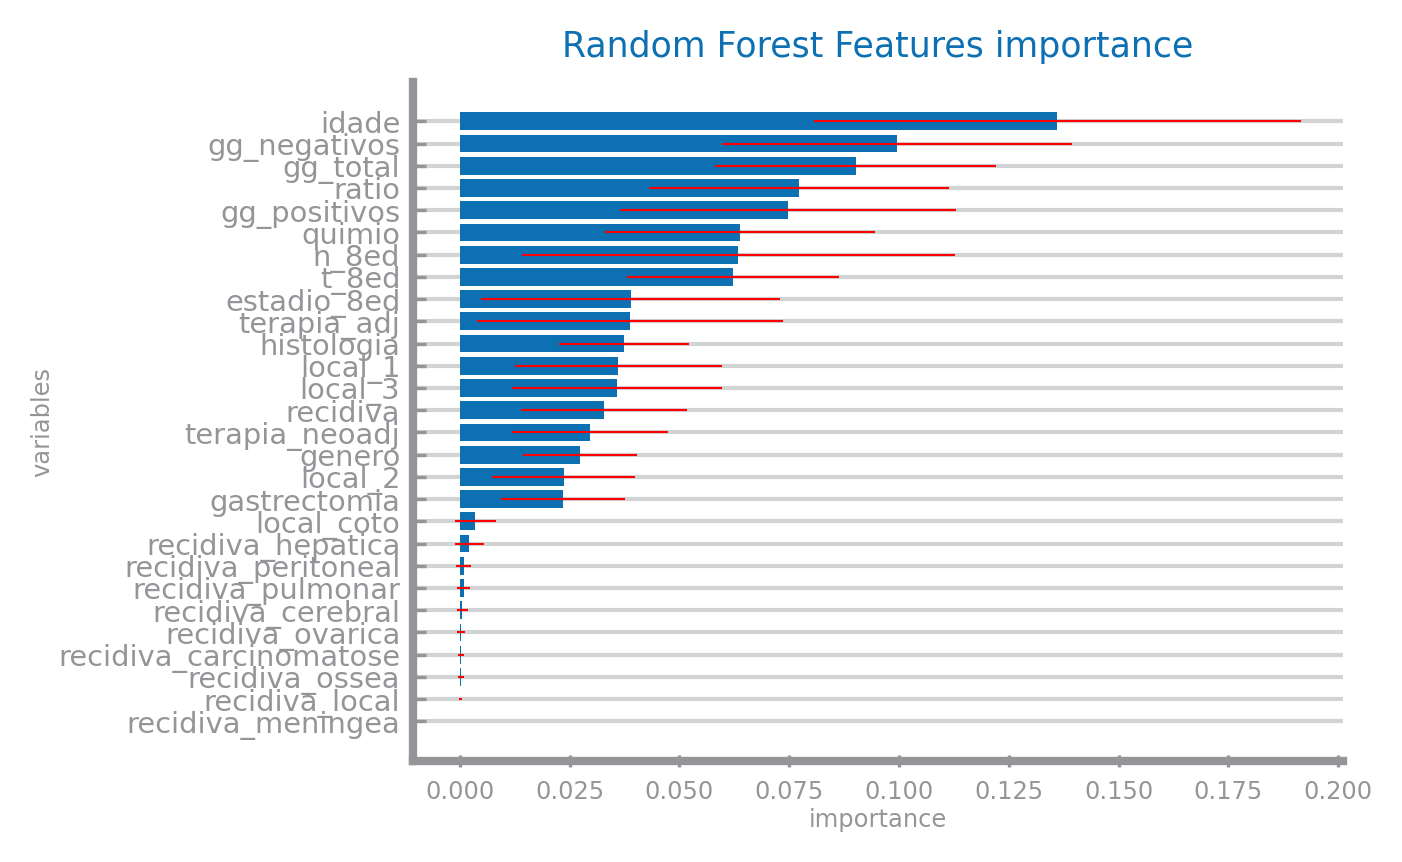 Random Forest Features importance
idade
gg_negativos
gg_total
ratio
gg_positivos
quimio
h_8ed
t_8ed
estadio_8ed
terapia_adj
histologia
local_1
local_3
recidiva
terapia_neoadj
genero
local_2
gastrectomia
local_coto
recidiva_hepatica
recidiva_peritoneal
recidiva_pulmonar
recidiva_cerebral
recidiva_ovarica
recidiva_carcinomatose
recidiva_ossea
recidiva_local
recidiva_meningea
variables
0.000 0.025 0.050 0.075 0.100 0.125 0.150 0.175 0.200
importance